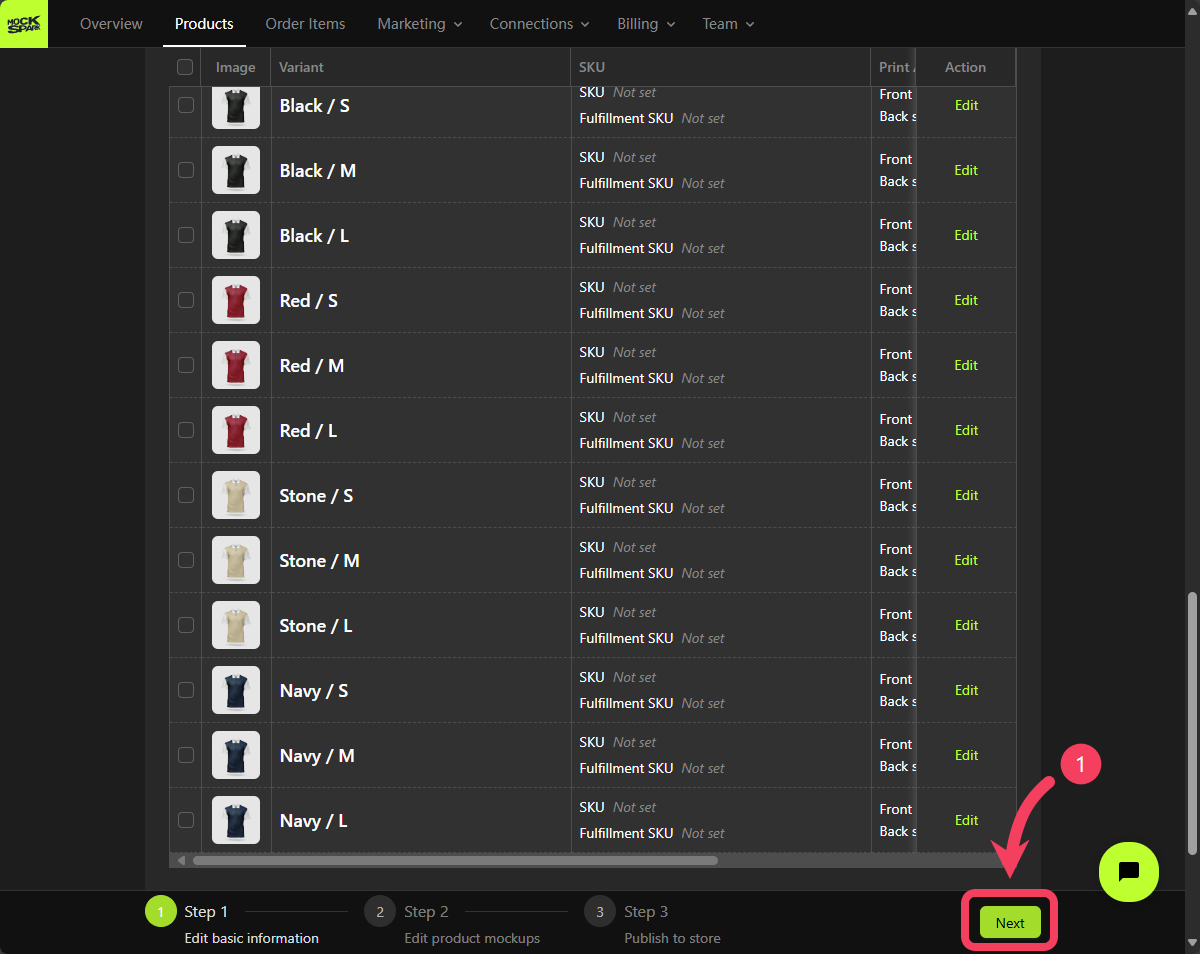 MOCK
SPARK
Overview Products Order Items Marketing Connections Billing Team
Image Variant SKU Print Action
Black / S SKU Not set Front Edit
Fulfillment SKU Not set Back s
Black / M SKU Not set Front Edit
Fulfillment SKU Not set Back s
Black / L SKU Not set Front Edit
Fulfillment SKU Not set Back s
Red / S SKU Not set Front Edit
Fulfillment SKU Not set Back s
Red / M SKU Not set Front Edit
Fulfillment SKU Not set Back s
Red / L SKU Not set Front Edit
Fulfillment SKU Not set Back s
Stone / S SKU Not set Front Edit
Fulfillment SKU Not set Back s
Stone / M SKU Not set Front Edit
Fulfillment SKU Not set Back s
Stone / L SKU Not set Front Edit
Fulfillment SKU Not set Back s
Navy / S SKU Not set Front Edit
Fulfillment SKU Not set Back s
Navy / M SKU Not set Front Edit
Fulfillment SKU Not set Back s
Navy / L SKU Not set Front Edit
Fulfillment SKU Not set Back s
1
1 Step 1 2 Step 2 3 Step 3
Edit basic information Edit product mockups Publish to store
Next